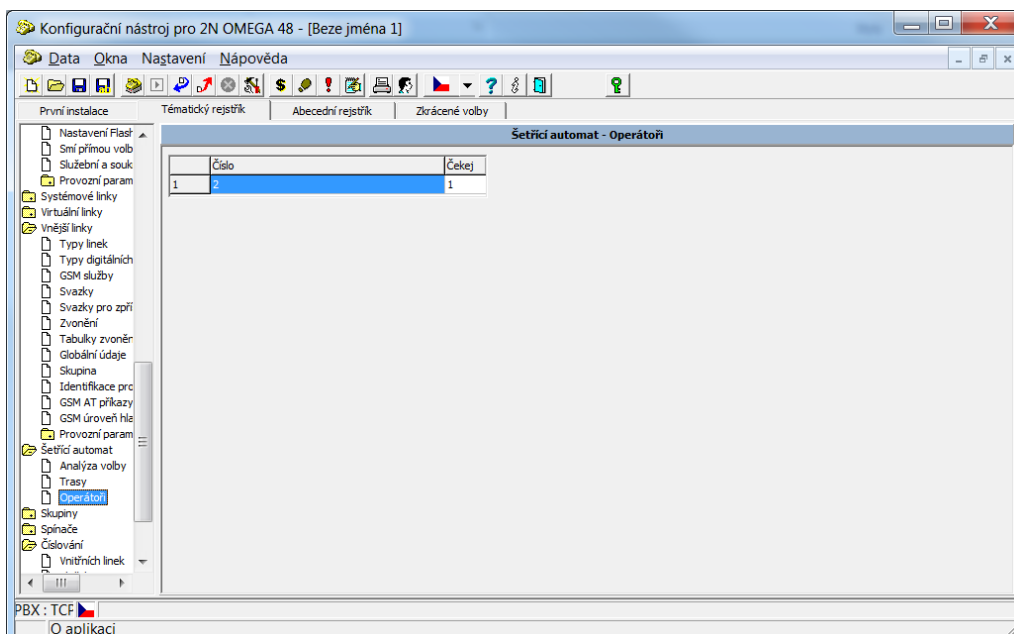 Konfigurační nástroj pro 2N OMEGA 48 - [Beze jména 1]
Data Okna Nastavení Nápověda
První instalace Tématický rejstřík Abecední rejstřík Zkrácené volby
Nastavení Flash
Smí přímou volb
Služební a souk
Provozní param
Systémové linky
Virtuální linky
Vnější linky
Typy linek
Typy digitálních
GSM služby
Svazky
Svazky pro zpří
Zvonění
Tabulky zvoněn
Globální údaje
Skupina
Identifikace pro
GSM AT příkazy
GSM úroveň hla
Provozní param
Šetřící automat
Analýza volby
Trasy
Operátoři
Skupiny
Spínače
Číslování
Vnitřních linek
Šetřící automat - Operátoři
Číslo Čekej
1 2 1
PBX : TCP
O aplikaci